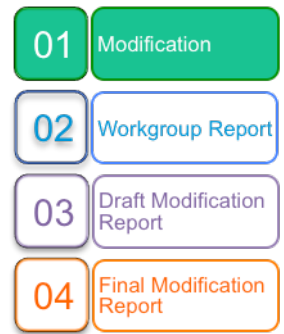 01 Modification
02 Workgroup Report
03 Draft Modification
Report
04 Final Modification
Report